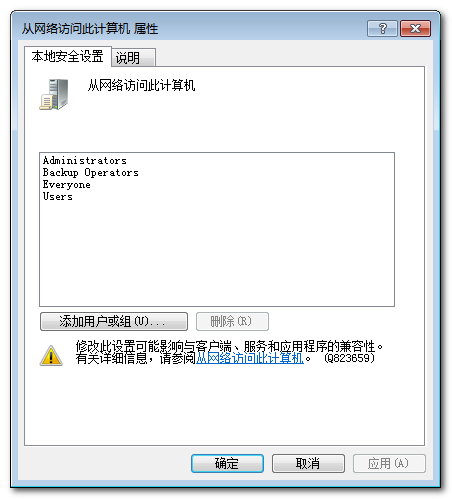 从网络访问此计算机 属性
本地安全设置 说明
从网络访问此计算机
Administrators
Backup Operators
Everyone
Users
添加用户或组(U)... 删除(R)
修改此设置可能影响与客户端、服务和应用程序的兼容性。
有关详细信息，请参阅从网络访问此计算机。 (Q823659)
确定 取消 应用(A)